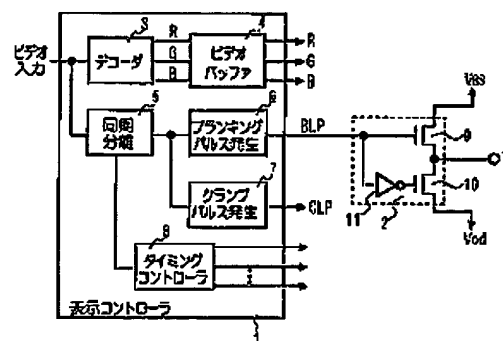 ビデオ
入力
3
デコーダ
R
G
B
4
ビデオ
バッファ
R
G
B
5
同期
分離
6
ブランキング
パルス発生
BLP
7
クランプ
パルス発生
CLP
8
タイミング
コントローラ
表示コントローラ
1
Vss
9
10
11
2
Vdd